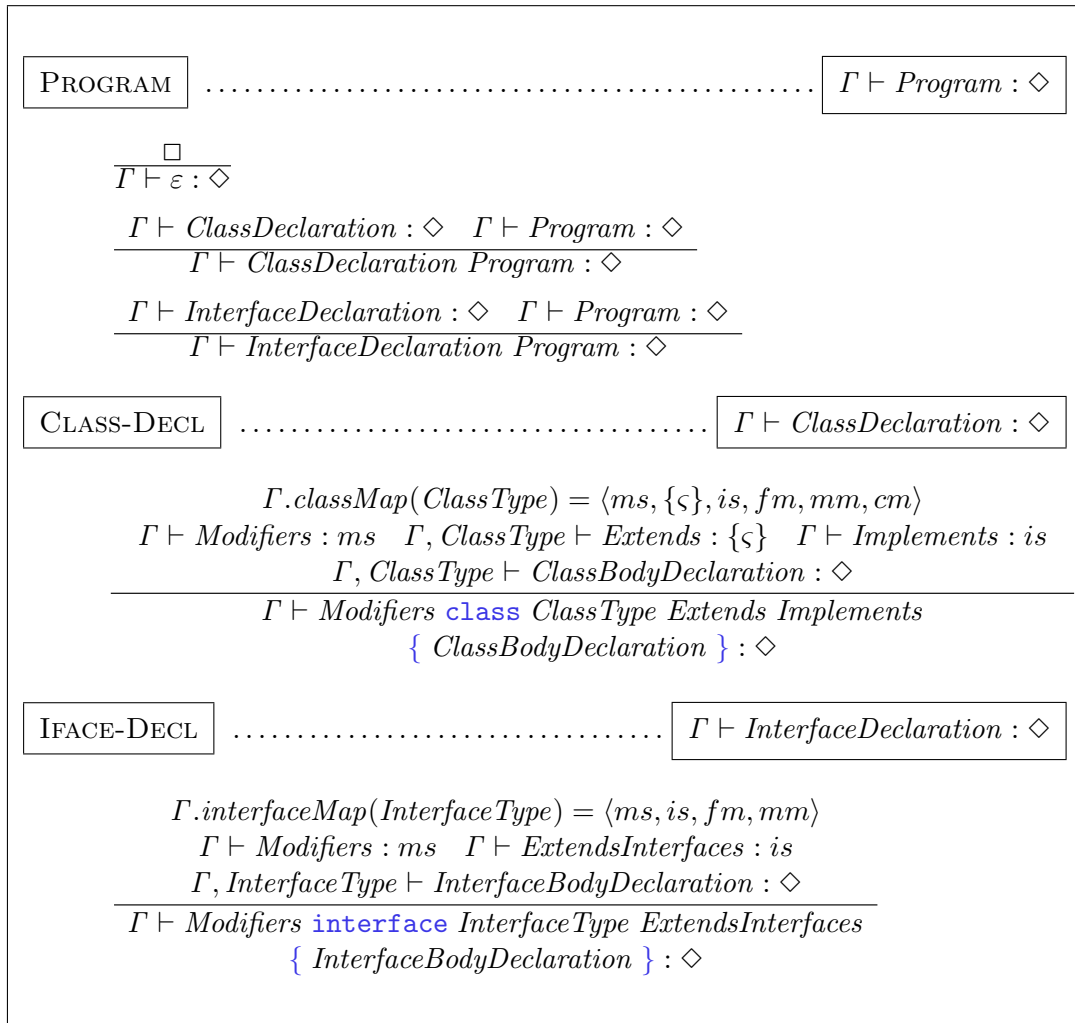 PROGRAM ................................................ Γ ⊢ Program : ◇
□
Γ ⊢ ε : ◇
Γ ⊢ ClassDeclaration : ◇ Γ ⊢ Program : ◇
Γ ⊢ ClassDeclaration Program : ◇
Γ ⊢ InterfaceDeclaration : ◇ Γ ⊢ Program : ◇
Γ ⊢ InterfaceDeclaration Program : ◇
CLASS-DECL ..................................... Γ ⊢ ClassDeclaration : ◇
Γ.classMap(ClassType) = ⟨ms, {ς}, is, fm, mm, cm⟩
Γ ⊢ Modifiers : ms Γ, ClassType ⊢ Extends : {ς} Γ ⊢ Implements : is
Γ, ClassType ⊢ ClassBodyDeclaration : ◇
Γ ⊢ Modifiers class ClassType Extends Implements
{ ClassBodyDeclaration } : ◇
IFACE-DECL .................................. Γ ⊢ InterfaceDeclaration : ◇
Γ.interfaceMap(InterfaceType) = ⟨ms, is, fm, mm⟩
Γ ⊢ Modifiers : ms Γ ⊢ ExtendsInterfaces : is
Γ, InterfaceType ⊢ InterfaceBodyDeclaration : ◇
Γ ⊢ Modifiers interface InterfaceType ExtendsInterfaces
{ InterfaceBodyDeclaration } : ◇